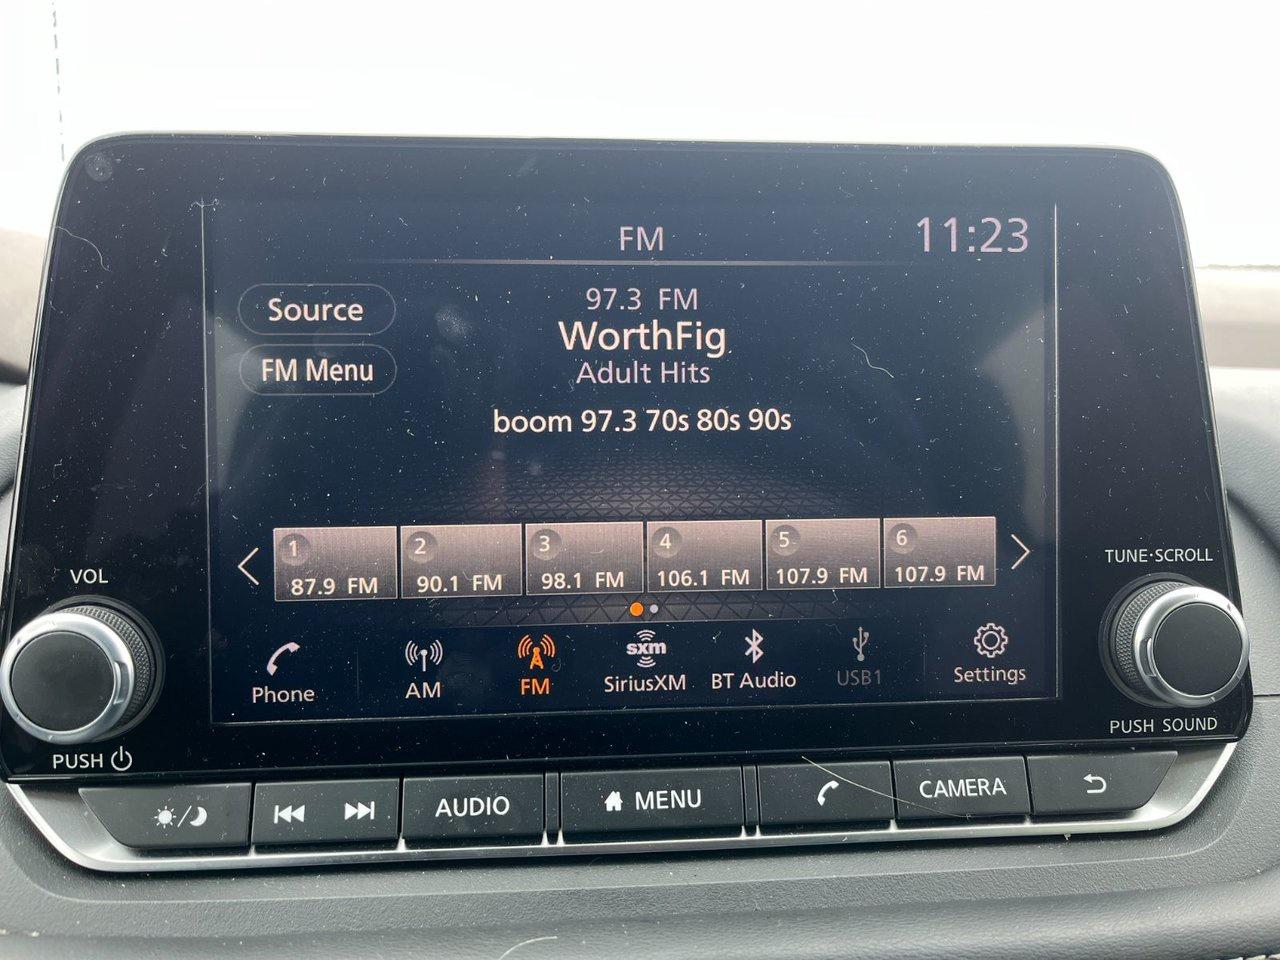 FM
11:23
Source
97.3 FM
WorthFig
FM Menu
Adult Hits
boom 97.3 70s 80s 90s
1
87.9 FM
2
90.1 FM
3
98.1 FM
4
106.1 FM
5
107.9 FM
6
107.9 FM
VOL
TUNE·SCROLL
Phone
AM
FM
sxm
SiriusXM
BT Audio
USB1
Settings
PUSH
PUSH SOUND
AUDIO
MENU
CAMERA